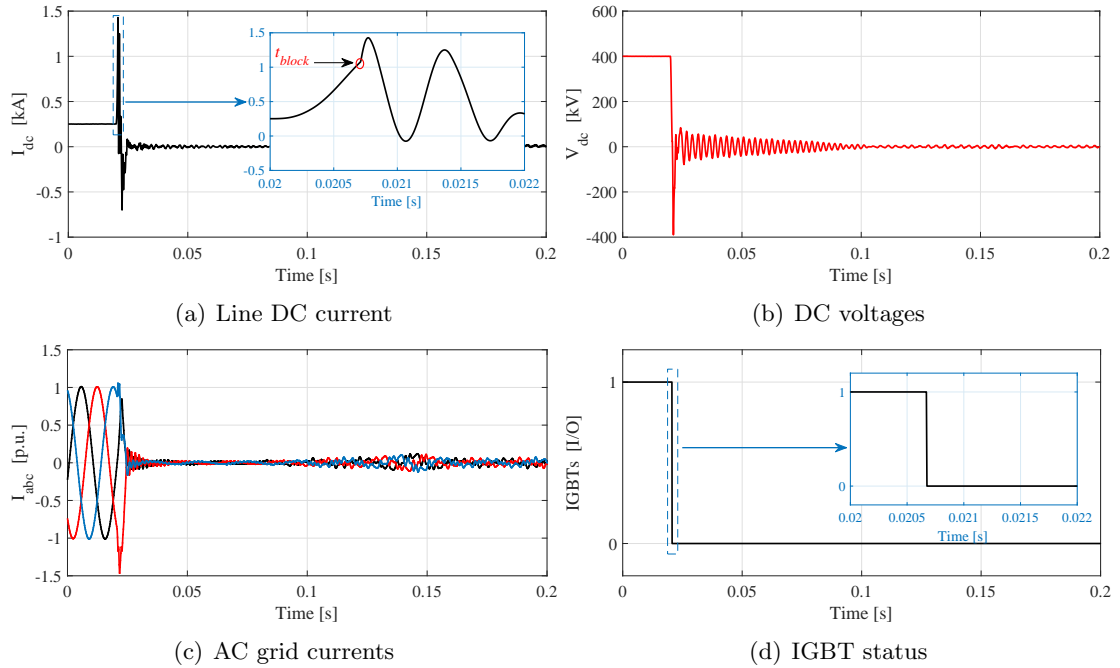 1.5
1
0.5
0
-0.5
-1
I_dc [kA]
0 0.05 0.1 0.15 0.2
Time [s]
1.5
1
0.5
0
-0.5
t_block
0.02 0.0205 0.021 0.0215 0.022
Time [s]
(a) Line DC current
600
400
200
0
-200
-400
V_dc [kV]
0 0.05 0.1 0.15 0.2
Time [s]
(b) DC voltages
1.5
1
0.5
0
-0.5
-1
-1.5
I_abc [p.u.]
0 0.05 0.1 0.15 0.2
Time [s]
(c) AC grid currents
1
0
IGBTs [I/O]
0 0.05 0.1 0.15 0.2
Time [s]
1
0
0.02 0.0205 0.021 0.0215 0.022
Time [s]
(d) IGBT status